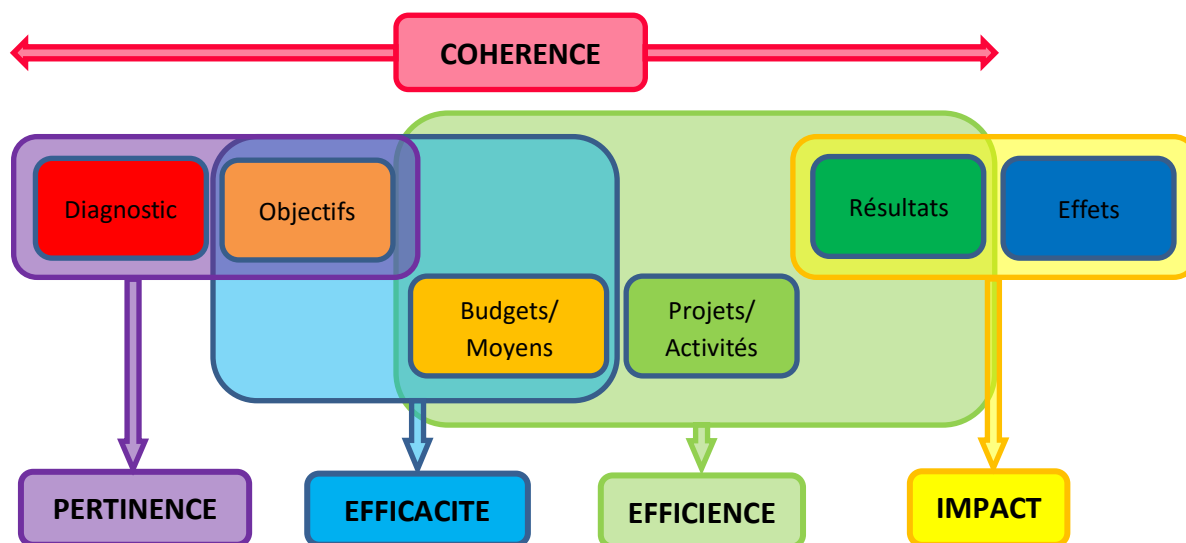 COHERENCE
Diagnostic
Objectifs
Résultats
Effets
Budgets/
Moyens
Projets/
Activités
PERTINENCE
EFFICACITE
EFFICIENCE
IMPACT